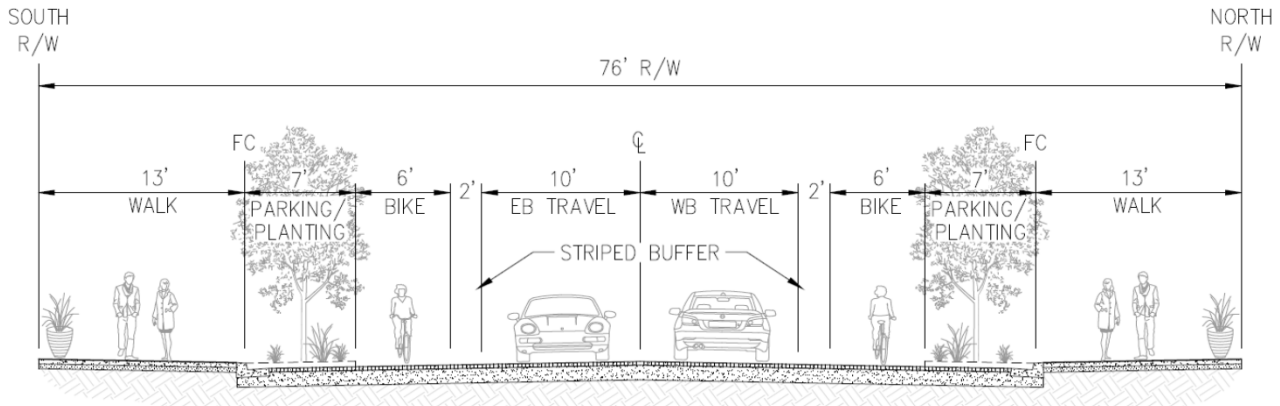 SOUTH
R/W
NORTH
R/W
76' R/W
FC
℄
FC
13'
WALK
7'
PARKING/
PLANTING
6'
BIKE
2'
10'
EB TRAVEL
10'
WB TRAVEL
2'
6'
BIKE
7'
PARKING/
PLANTING
13'
WALK
STRIPED BUFFER